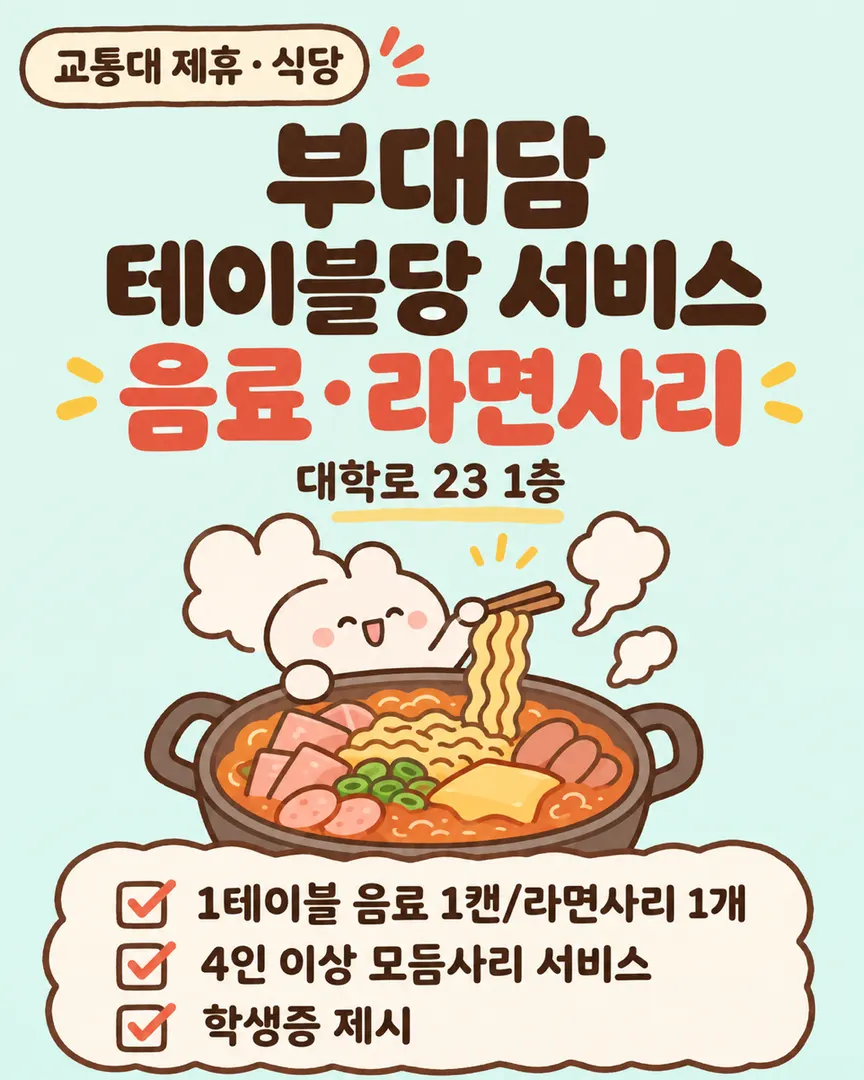 교통대 제휴·식당
부대담
테이블당 서비스
음료·라면사리
대학로 23 1층
1테이블 음료 1캔/라면사리 1개
4인 이상 모듬사리 서비스
학생증 제시